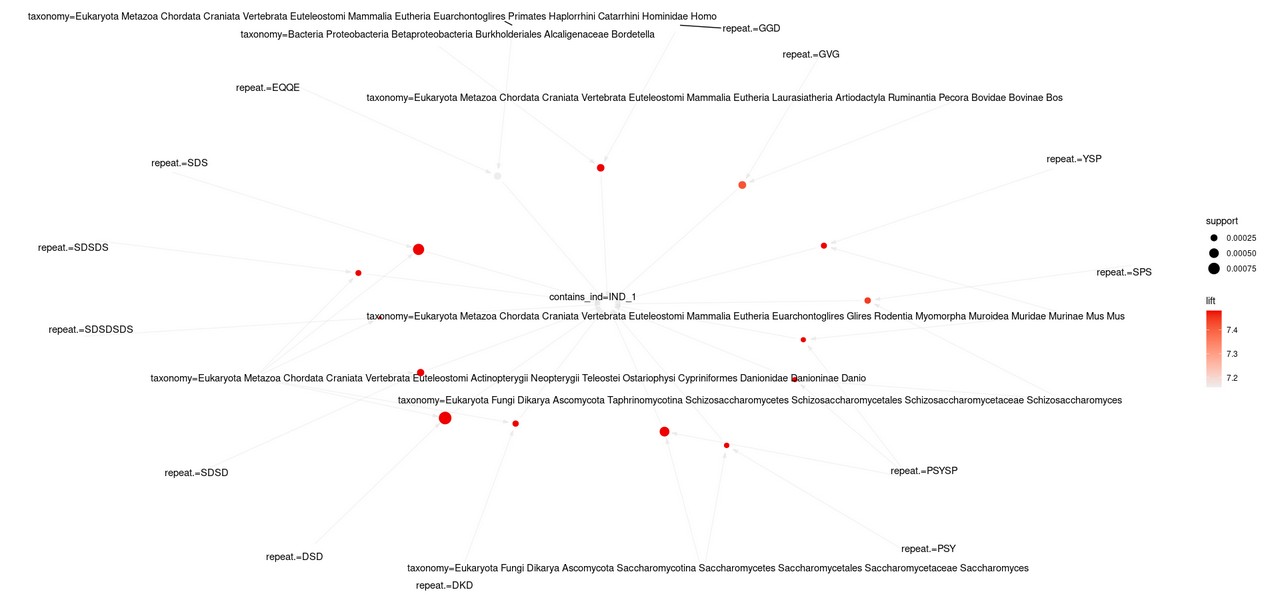 taxonomy=Eukaryota Metazoa Chordata Craniata Vertebrata Euteleostomi Mammalia Eutheria Euarchontoglires Primates Haplorrhini Catarrhini Hominidae Homo
repeat.=GGD
taxonomy=Bacteria Proteobacteria Betaproteobacteria Burkholderiales Alcaligenaceae Bordetella
repeat.=GVG
repeat.=EQQE
taxonomy=Eukaryota Metazoa Chordata Craniata Vertebrata Euteleostomi Mammalia Eutheria Laurasiatheria Artiodactyla Ruminantia Pecora Bovidae Bovinae Bos
repeat.=YSP
repeat.=SDS
support
0.00025
0.00050
0.00075
repeat.=SDSDS
repeat.=SPS
contains_ind=IND_1
lift
7.4
7.3
7.2
taxonomy=Eukaryota Metazoa Chordata Craniata Vertebrata Euteleostomi Mammalia Eutheria Euarchontoglires Glires Rodentia Myomorpha Muroidea Muridae Murinae Mus Mus
repeat.=SDSDSDS
taxonomy=Eukaryota Metazoa Chordata Craniata Vertebrata Euteleostomi Actinopterygii Neopterygii Teleostei Ostariophysi Cypriniformes Danionidae Danioninae Danio
taxonomy=Eukaryota Fungi Dikarya Ascomycota Taphrinomycotina Schizosaccharomycetes Schizosaccharomycetales Schizosaccharomycetaceae Schizosaccharomyces
repeat.=PSYSP
repeat.=SDSD
repeat.=PSY
repeat.=DSD
taxonomy=Eukaryota Fungi Dikarya Ascomycota Saccharomycotina Saccharomycetes Saccharomycetales Saccharomycetaceae Saccharomyces
repeat.=DKD